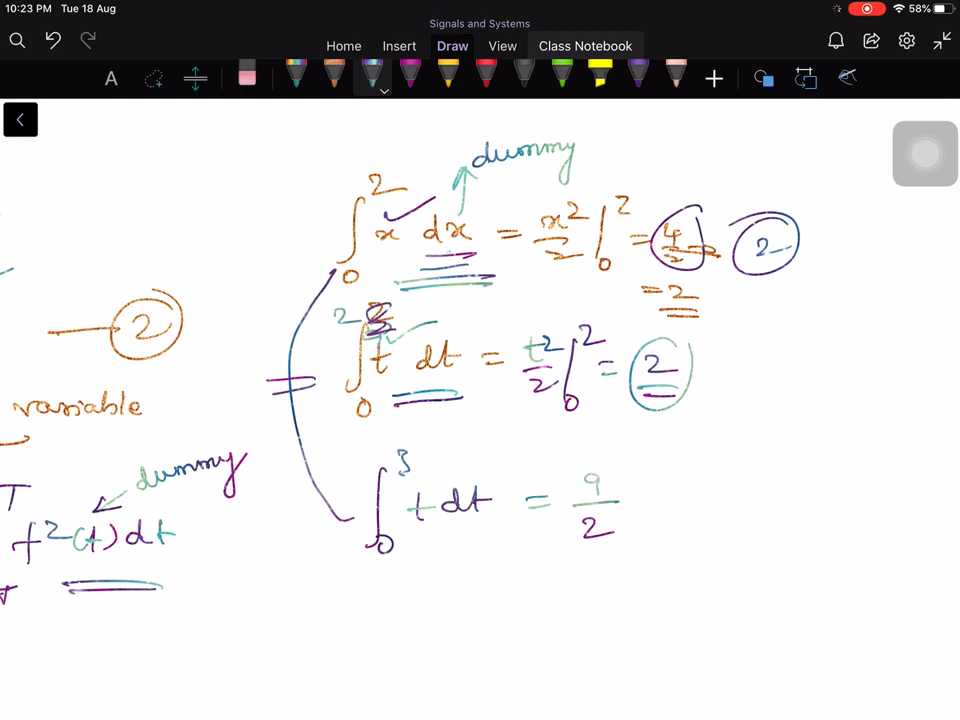 10:23 PM Tue 18 Aug
58%
Signals and Systems
Home Insert Draw View Class Notebook
A
dummy
∫₀² x dx = x²/2 |₀² = 4/2 2
= 2
2
∫₀² t dt = t²/2 |₀² = 2
variable
dummy
T
f²(t)dt
≠
∫₀³ t dt = 9/2